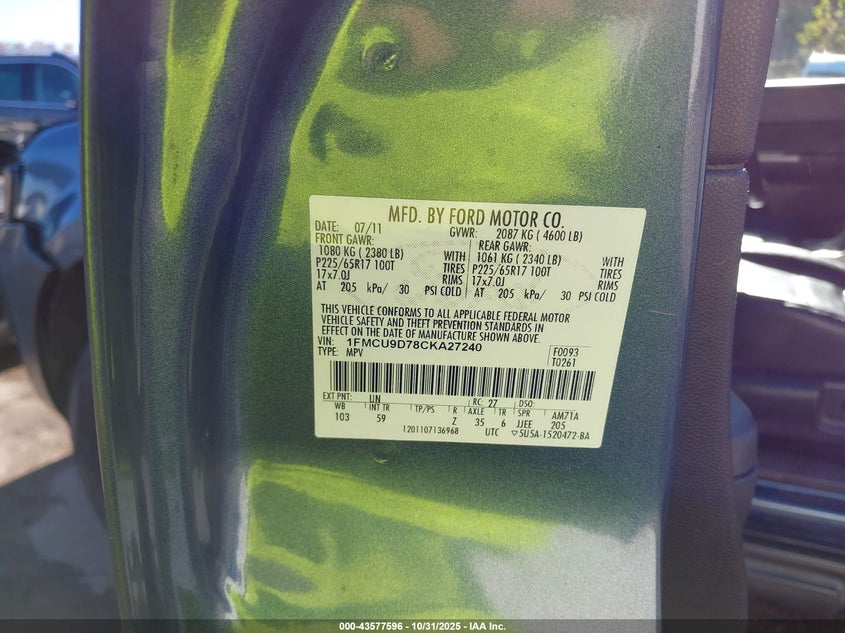 MFD. BY FORD MOTOR CO.
DATE: 07/11 GVWR: 2087 KG ( 4600 LB)
FRONT GAWR: REAR GAWR:
1080 KG ( 2380 LB) WITH 1061 KG ( 2340 LB) WITH
P225/65R17 100T TIRES P225/65R17 100T TIRES
17x7.0J RIMS 17x7.0J RIMS
AT 205 kPa/ 30 PSI COLD AT 205 kPa/ 30 PSI COLD
THIS VEHICLE CONFORMS TO ALL APPLICABLE FEDERAL MOTOR
VEHICLE SAFETY AND THEFT PREVENTION STANDARDS IN
EFFECT ON THE DATE OF MANUFACTURE SHOWN ABOVE.
VIN: 1FMCU9D78CKA27240 F0093
TYPE: MPV T0261
EXT PNT: UN RC: 27 DSO:
WB INT TR TP/PS R AXLE TR SPR AM71A
103 59 Z 35 6 JJEE 205
1201107136968 UTC ▽5U5A-1520472-BA
000-43577596 • 10/31/2025 • IAA Inc.